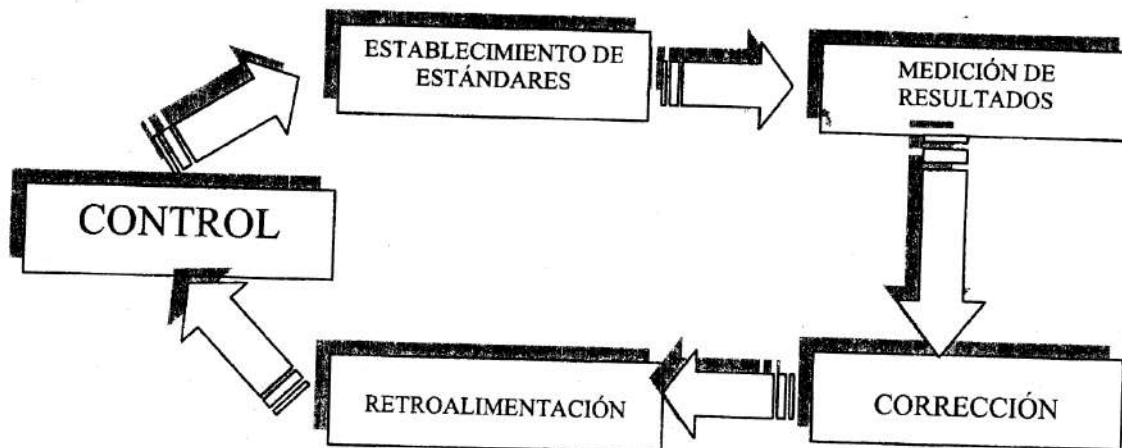 ESTABLECIMIENTO DE
ESTÁNDARES
MEDICIÓN DE
RESULTADOS
CONTROL
RETROALIMENTACIÓN
CORRECCIÓN